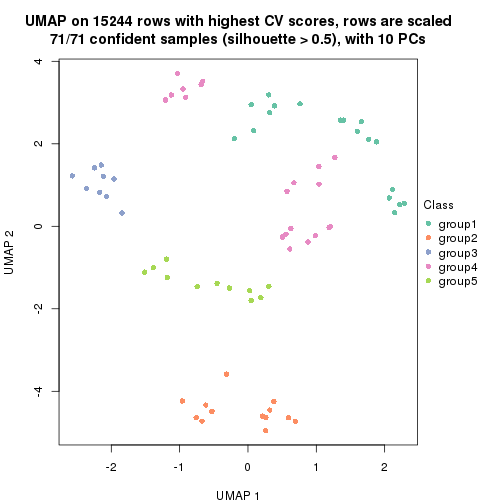 UMAP on 15244 rows with highest CV scores, rows are scaled
71/71 confident samples (silhouette > 0.5), with 10 PCs
4
2
0
-2
-4
UMAP 2
-2
-1
0
1
2
UMAP 1
Class
group1
group2
group3
group4
group5